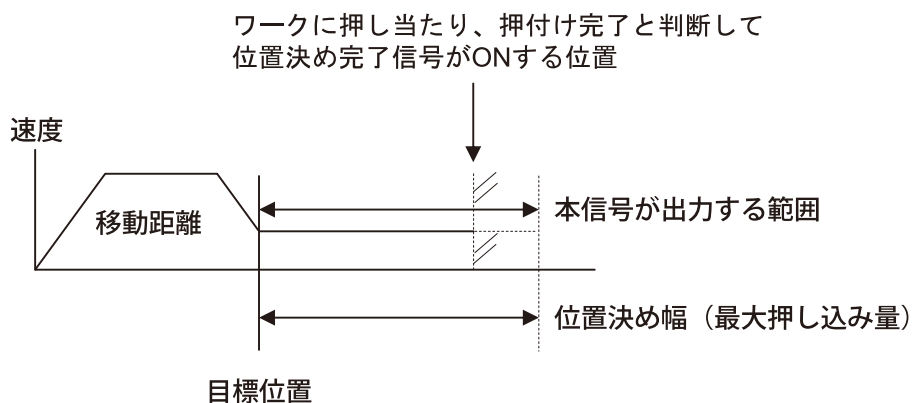 ワークに押し当たり、押付け完了と判断して
位置決め完了信号がONする位置
速度
移動距離
本信号が出力する範囲
位置決め幅（最大押し込み量）
目標位置